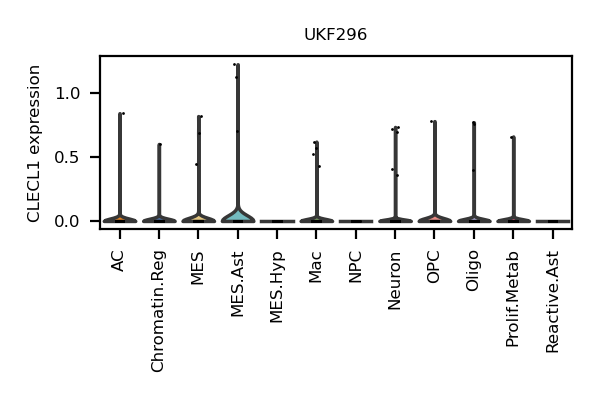 UKF296
CLECL1 expression
1.0
0.5
0.0
AC
Chromatin.Reg
MES
MES.Ast
MES.Hyp
Mac
NPC
Neuron
OPC
Oligo
Prolif.Metab
Reactive.Ast